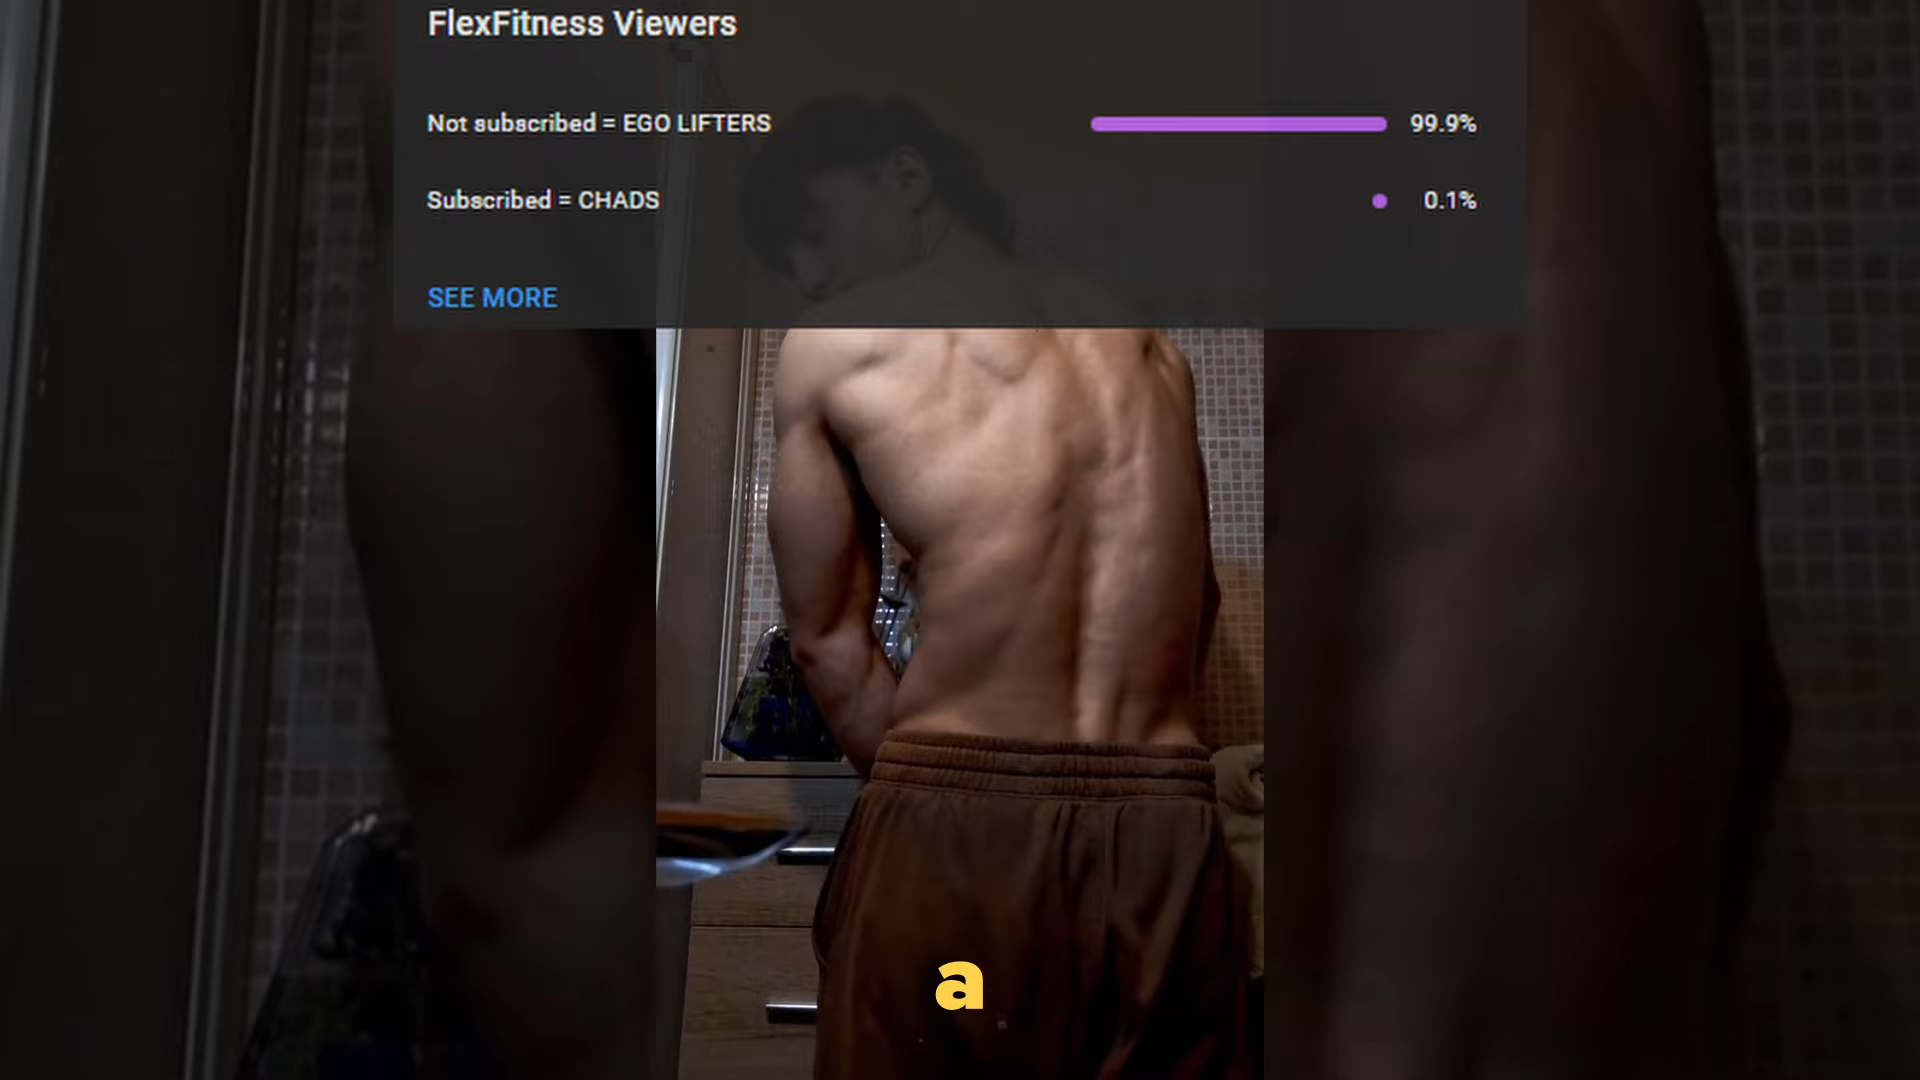 FlexFitness Viewers
Not subscribed = EGO LIFTERS 99.9%
Subscribed = CHADS 0.1%
SEE MORE
a